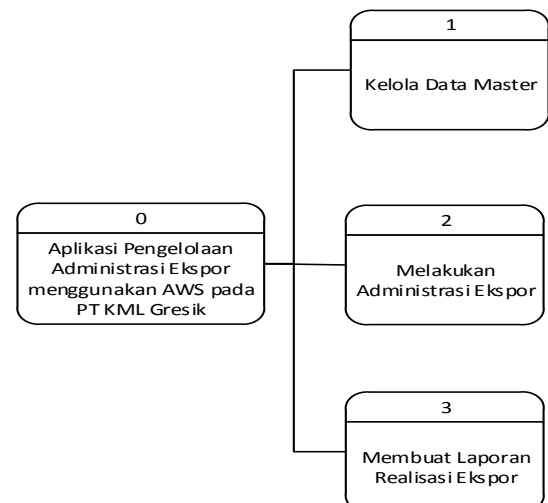 1
Kelola Data Master
0
Aplikasi Pengelolaan
Administrasi Ekspor
menggunakan AWS pada
PT KML Gresik
2
Melakukan
Administrasi Ekspor
3
Membuat Laporan
Realisasi Ekspor